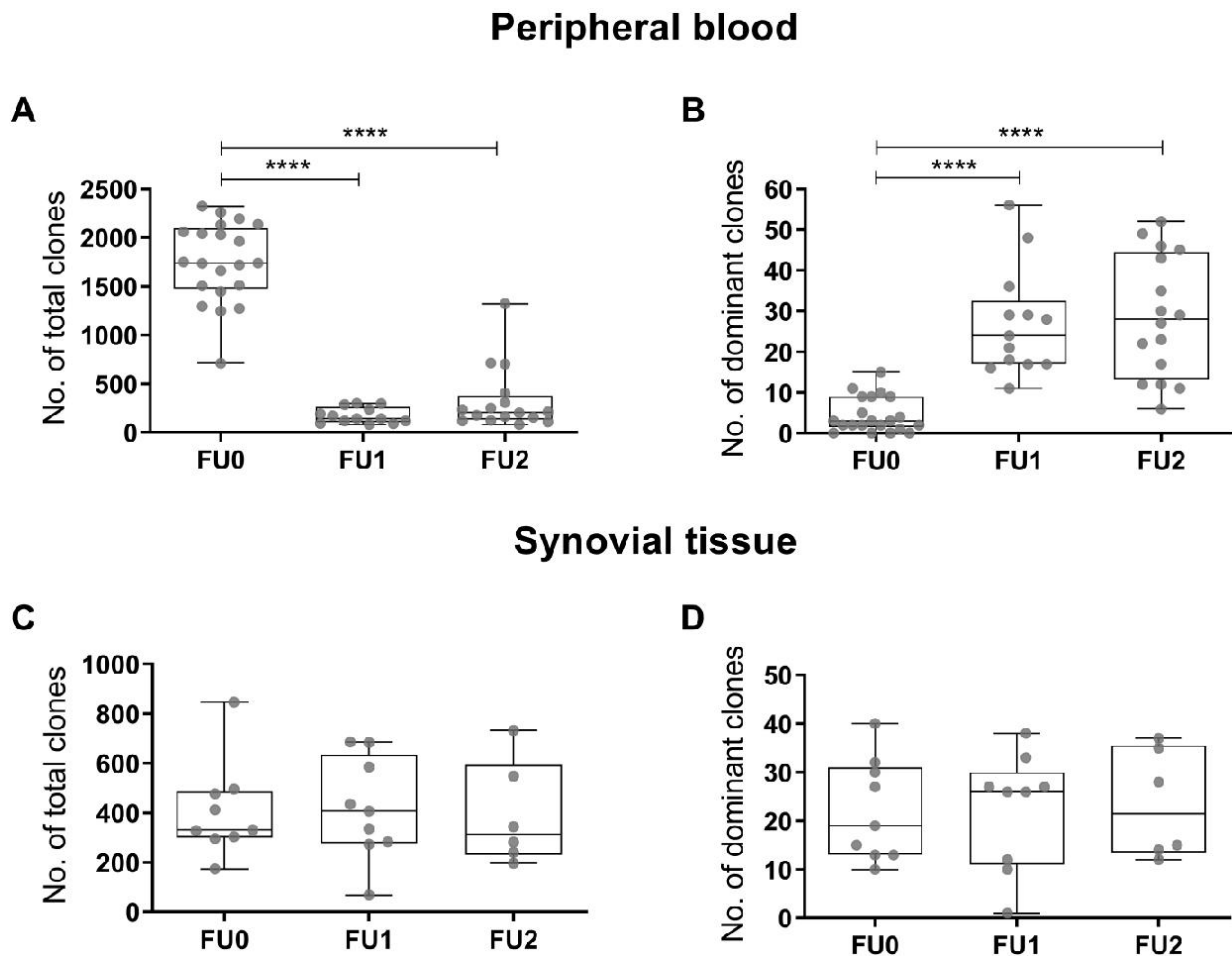 Peripheral blood
A
B
****
****
No. of total clones
2500
2000
1500
1000
500
0
FU0 FU1 FU2
****
****
No. of dominant clones
60
50
40
30
20
10
0
FU0 FU1 FU2
Synovial tissue
C
D
No. of total clones
1000
800
600
400
200
0
FU0 FU1 FU2
No. of dominant clones
50
40
30
20
10
0
FU0 FU1 FU2